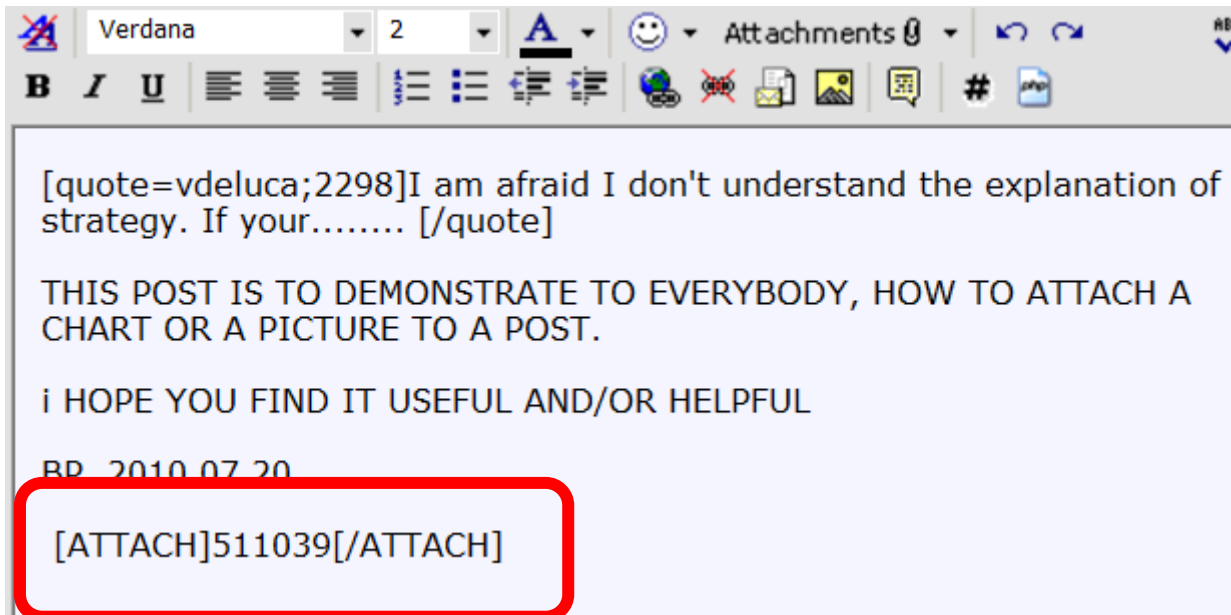 Verdana 2 A Attachments
B I U # php
[quote=vdeluca;2298]I am afraid I don't understand the explanation of
strategy. If your........ [/quote]
THIS POST IS TO DEMONSTRATE TO EVERYBODY, HOW TO ATTACH A
CHART OR A PICTURE TO A POST.
i HOPE YOU FIND IT USEFUL AND/OR HELPFUL
BP 2010 07 20
[ATTACH]511039[/ATTACH]